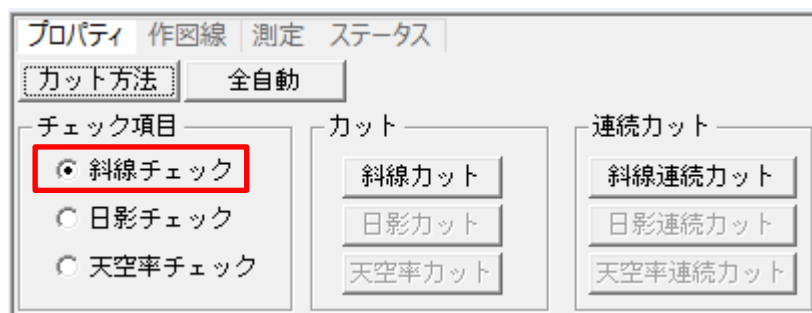 プロパティ 作図線 測定 ステータス
カット方法 全自動
チェック項目 カット 連続カット
斜線チェック 斜線カット 斜線連続カット
日影チェック 日影カット 日影連続カット
天空率チェック 天空率カット 天空率連続カット